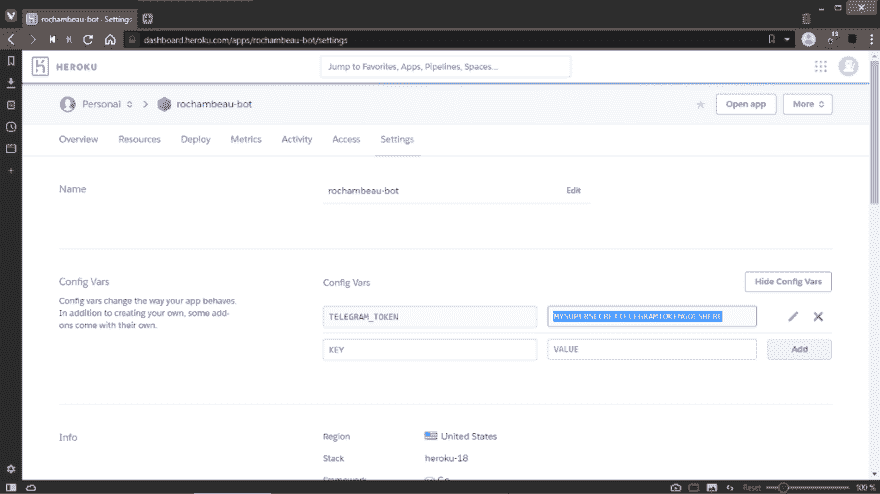 rochambeau-bot · Settings
dashboard.heroku.com/apps/rochambeau-bot/settings
HEROKU
Jump to Favorites, Apps, Pipelines, Spaces...
Personal
rochambeau-bot
Open app
More
Overview
Resources
Deploy
Metrics
Activity
Access
Settings
Name
rochambeau-bot
Edit
Config Vars
Config vars change the way your app behaves.
In addition to creating your own, some add-
ons come with their own.
Config Vars
Hide Config Vars
TELEGRAM_TOKEN
MYSUPERSECRETTELEGRAMTOKENGOESHERE
KEY
VALUE
Add
Info
Region
United States
Stack
heroku-18
Framework
Go
Reset
100 %